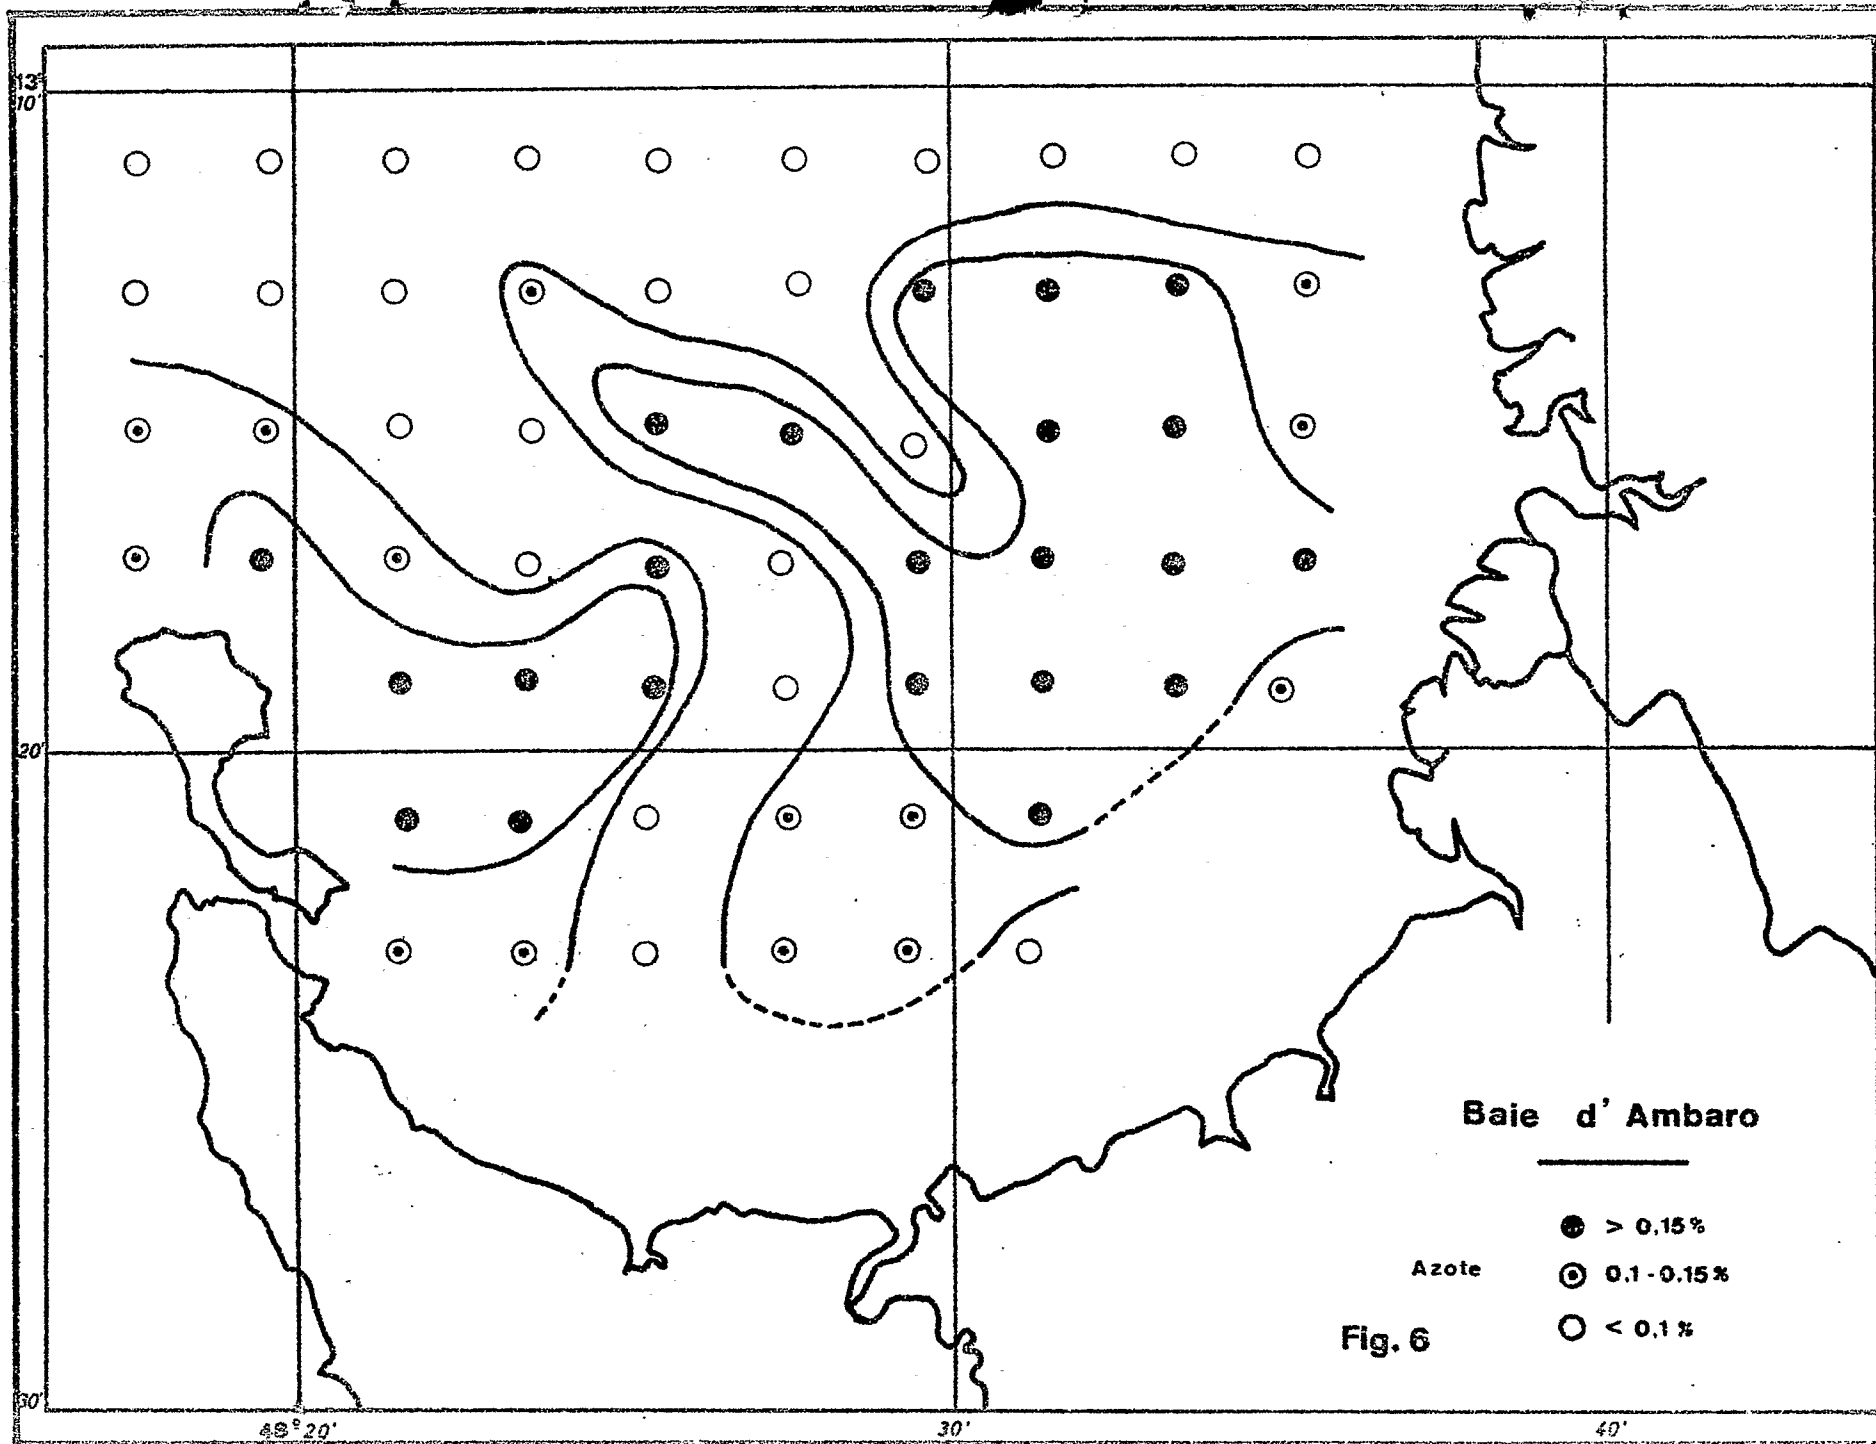 13°
10'
20'
30'
48° 20'
30'
40'
Baie d' Ambaro
> 0,15%
Azote
0.1 - 0.15%
< 0,1 %
Fig. 6